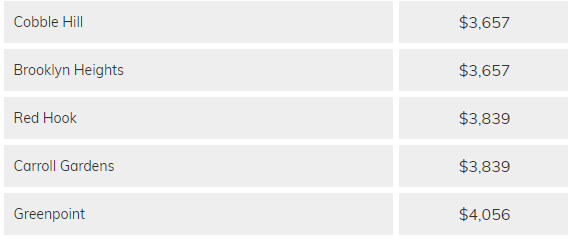 Cobble Hill $3,657
Brooklyn Heights $3,657
Red Hook $3,839
Carroll Gardens $3,839
Greenpoint $4,056